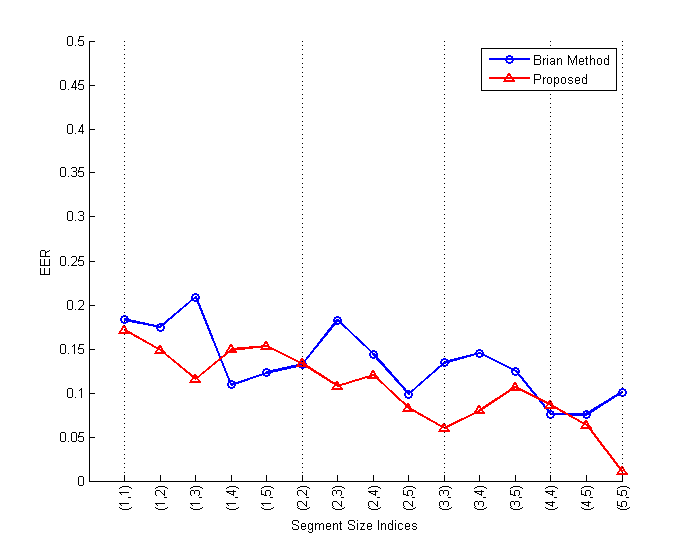 Brian Method
Proposed
0.5
0.45
0.4
0.35
0.3
0.25
0.2
0.15
0.1
0.05
0
EER
(1,1) (1,2) (1,3) (1,4) (1,5) (2,2) (2,3) (2,4) (2,5) (3,3) (3,4) (3,5) (4,4) (4,5) (5,5)
Segment Size Indices